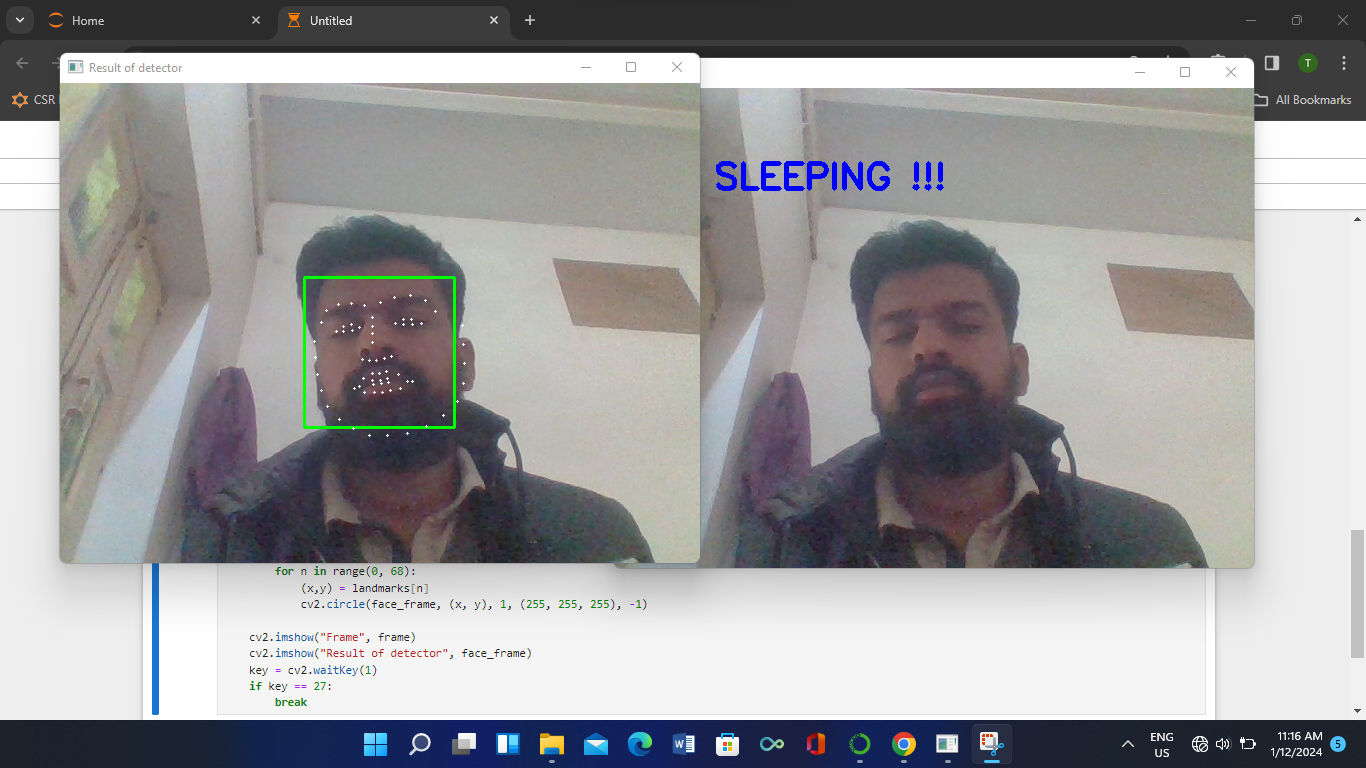 Home
Untitled
T
CSR
All Bookmarks
Result of detector
SLEEPING !!!
for n in range(0, 68):
(x,y) = landmarks[n]
cv2.circle(face_frame, (x, y), 1, (255, 255, 255), -1)
cv2.imshow("Frame", frame)
cv2.imshow("Result of detector", face_frame)
key = cv2.waitKey(1)
if key == 27:
break
ENG
US
11:16 AM
1/12/2024
5